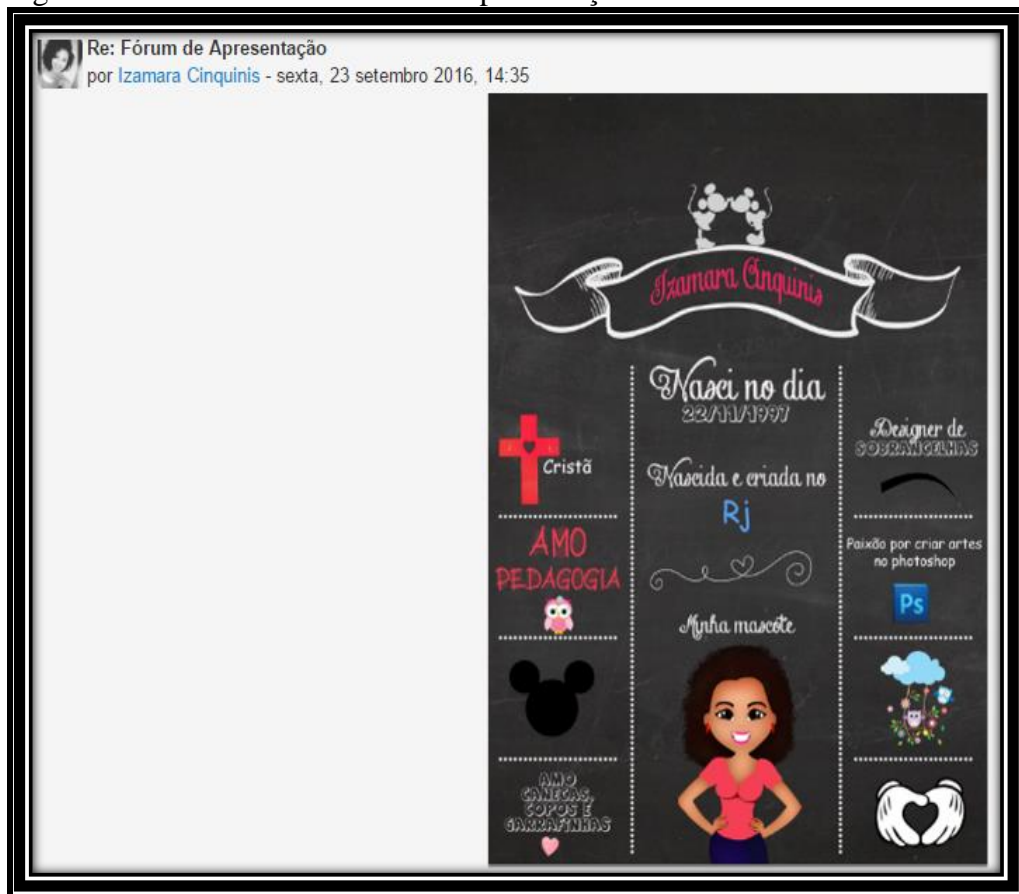 Re: Fórum de Apresentação
por Izamara Cinquinis - sexta, 23 setembro 2016, 14:35
Izamara Cinquinis
Nasci no dia
22/11/1997
Nascida e criada no
Rj
Minha mascote
Cristã
AMO
PEDAGOGIA
AMO
CANECAS,
COPOS E
GARRAFINHAS
Designer de
SOBRANCELHAS
Paixão por criar artes
no photoshop
Ps